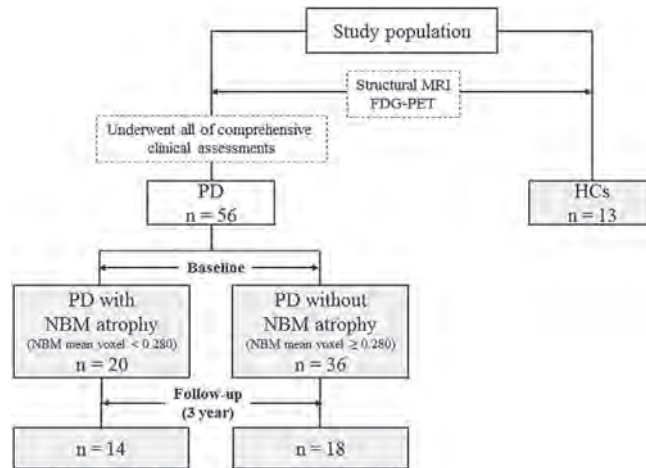 Study population
Structural MRI
FDG-PET
Underwent all of comprehensive
clinical assessments
PD
n = 56
HCs
n = 13
Baseline
PD with
NBM atrophy
(NBM mean voxel < 0.280)
n = 20
PD without
NBM atrophy
(NBM mean voxel ≥ 0.280)
n = 36
Follow-up
(3 year)
n = 14
n = 18